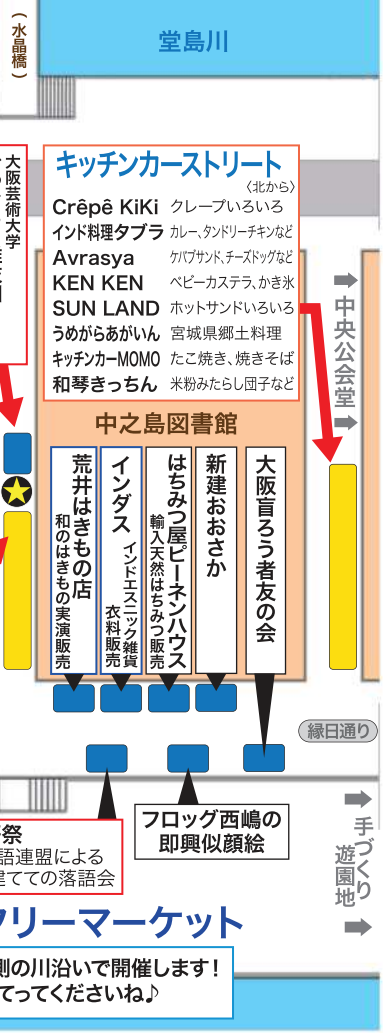 (水晶橋)
堂島川
大阪芸術大学
キッチンカーストリート
〈北から〉
Crêpê KiKi クレープいろいろ
インド料理タブラ カレー、タンドリーチキンなど
Avrasya ケバブサンド、チーズドッグなど
KEN KEN ベビーカステラ、かき氷
SUN LAND ホットサンドいろいろ
うめがらあがいん 宮城県郷土料理
キッチンカーMOMO たこ焼き、焼きそば
和琴きっちん 米粉みたらし団子など
中央公会堂
中之島図書館
大阪盲ろう者友の会
新建おおさか
はちみつ屋ピーネンハウス
輸入天然はちみつ販売
インダス
インドエスニック雑貨
衣料販売
荒井はきもの店
和のはきもの実演販売
縁日通り
フロッグ西嶋の
即興似顔絵
祭
語連盟による
建てての落語会
手づくり
遊園地
フリーマーケット
側の川沿いで開催します!
てってくださいね♪